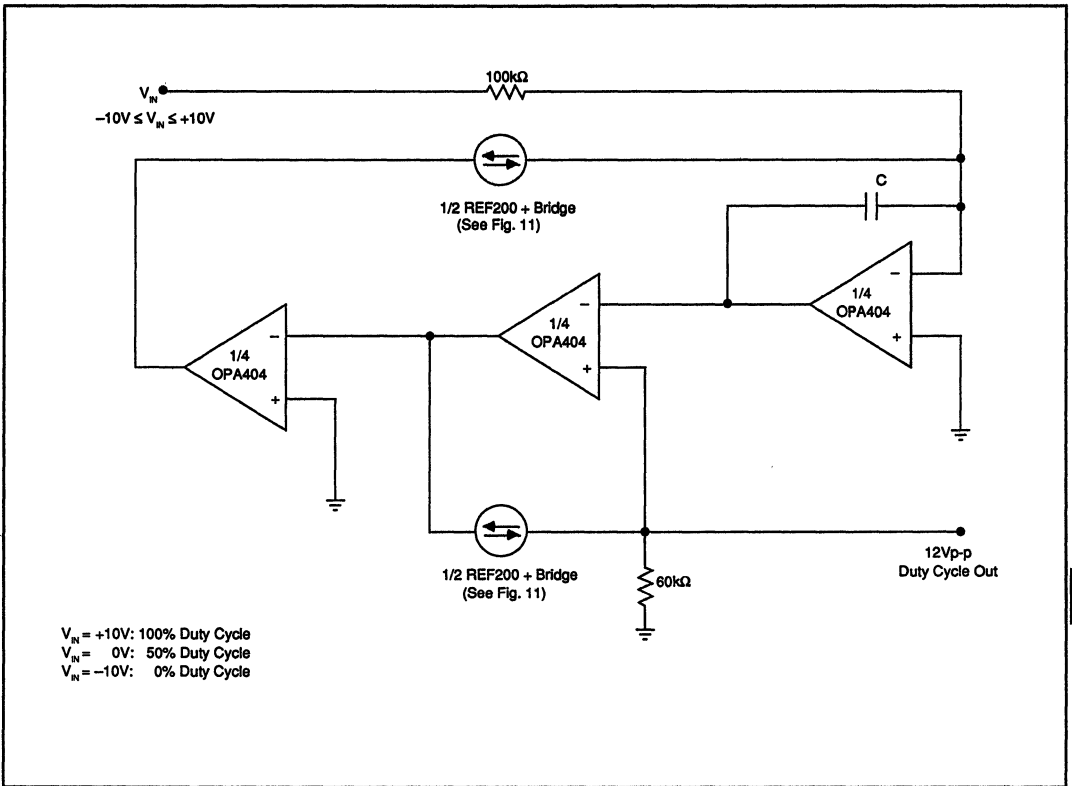 100kΩ
V_IN
–10V ≤ V_IN ≤ +10V
1/2 REF200 + Bridge
(See Fig. 11)
C
–
1/4
OPA404
+
–
1/4
OPA404
+
–
1/4
OPA404
+
1/2 REF200 + Bridge
(See Fig. 11)
60kΩ
12Vp-p
Duty Cycle Out
V_IN = +10V: 100% Duty Cycle
V_IN = 0V: 50% Duty Cycle
V_IN = –10V: 0% Duty Cycle